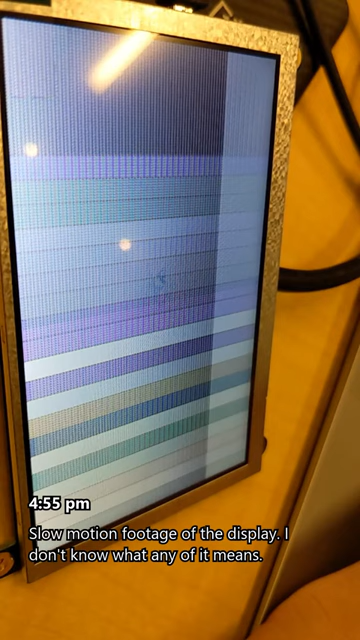 4:55 pm
Slow motion footage of the display. I
don't know what any of it means.